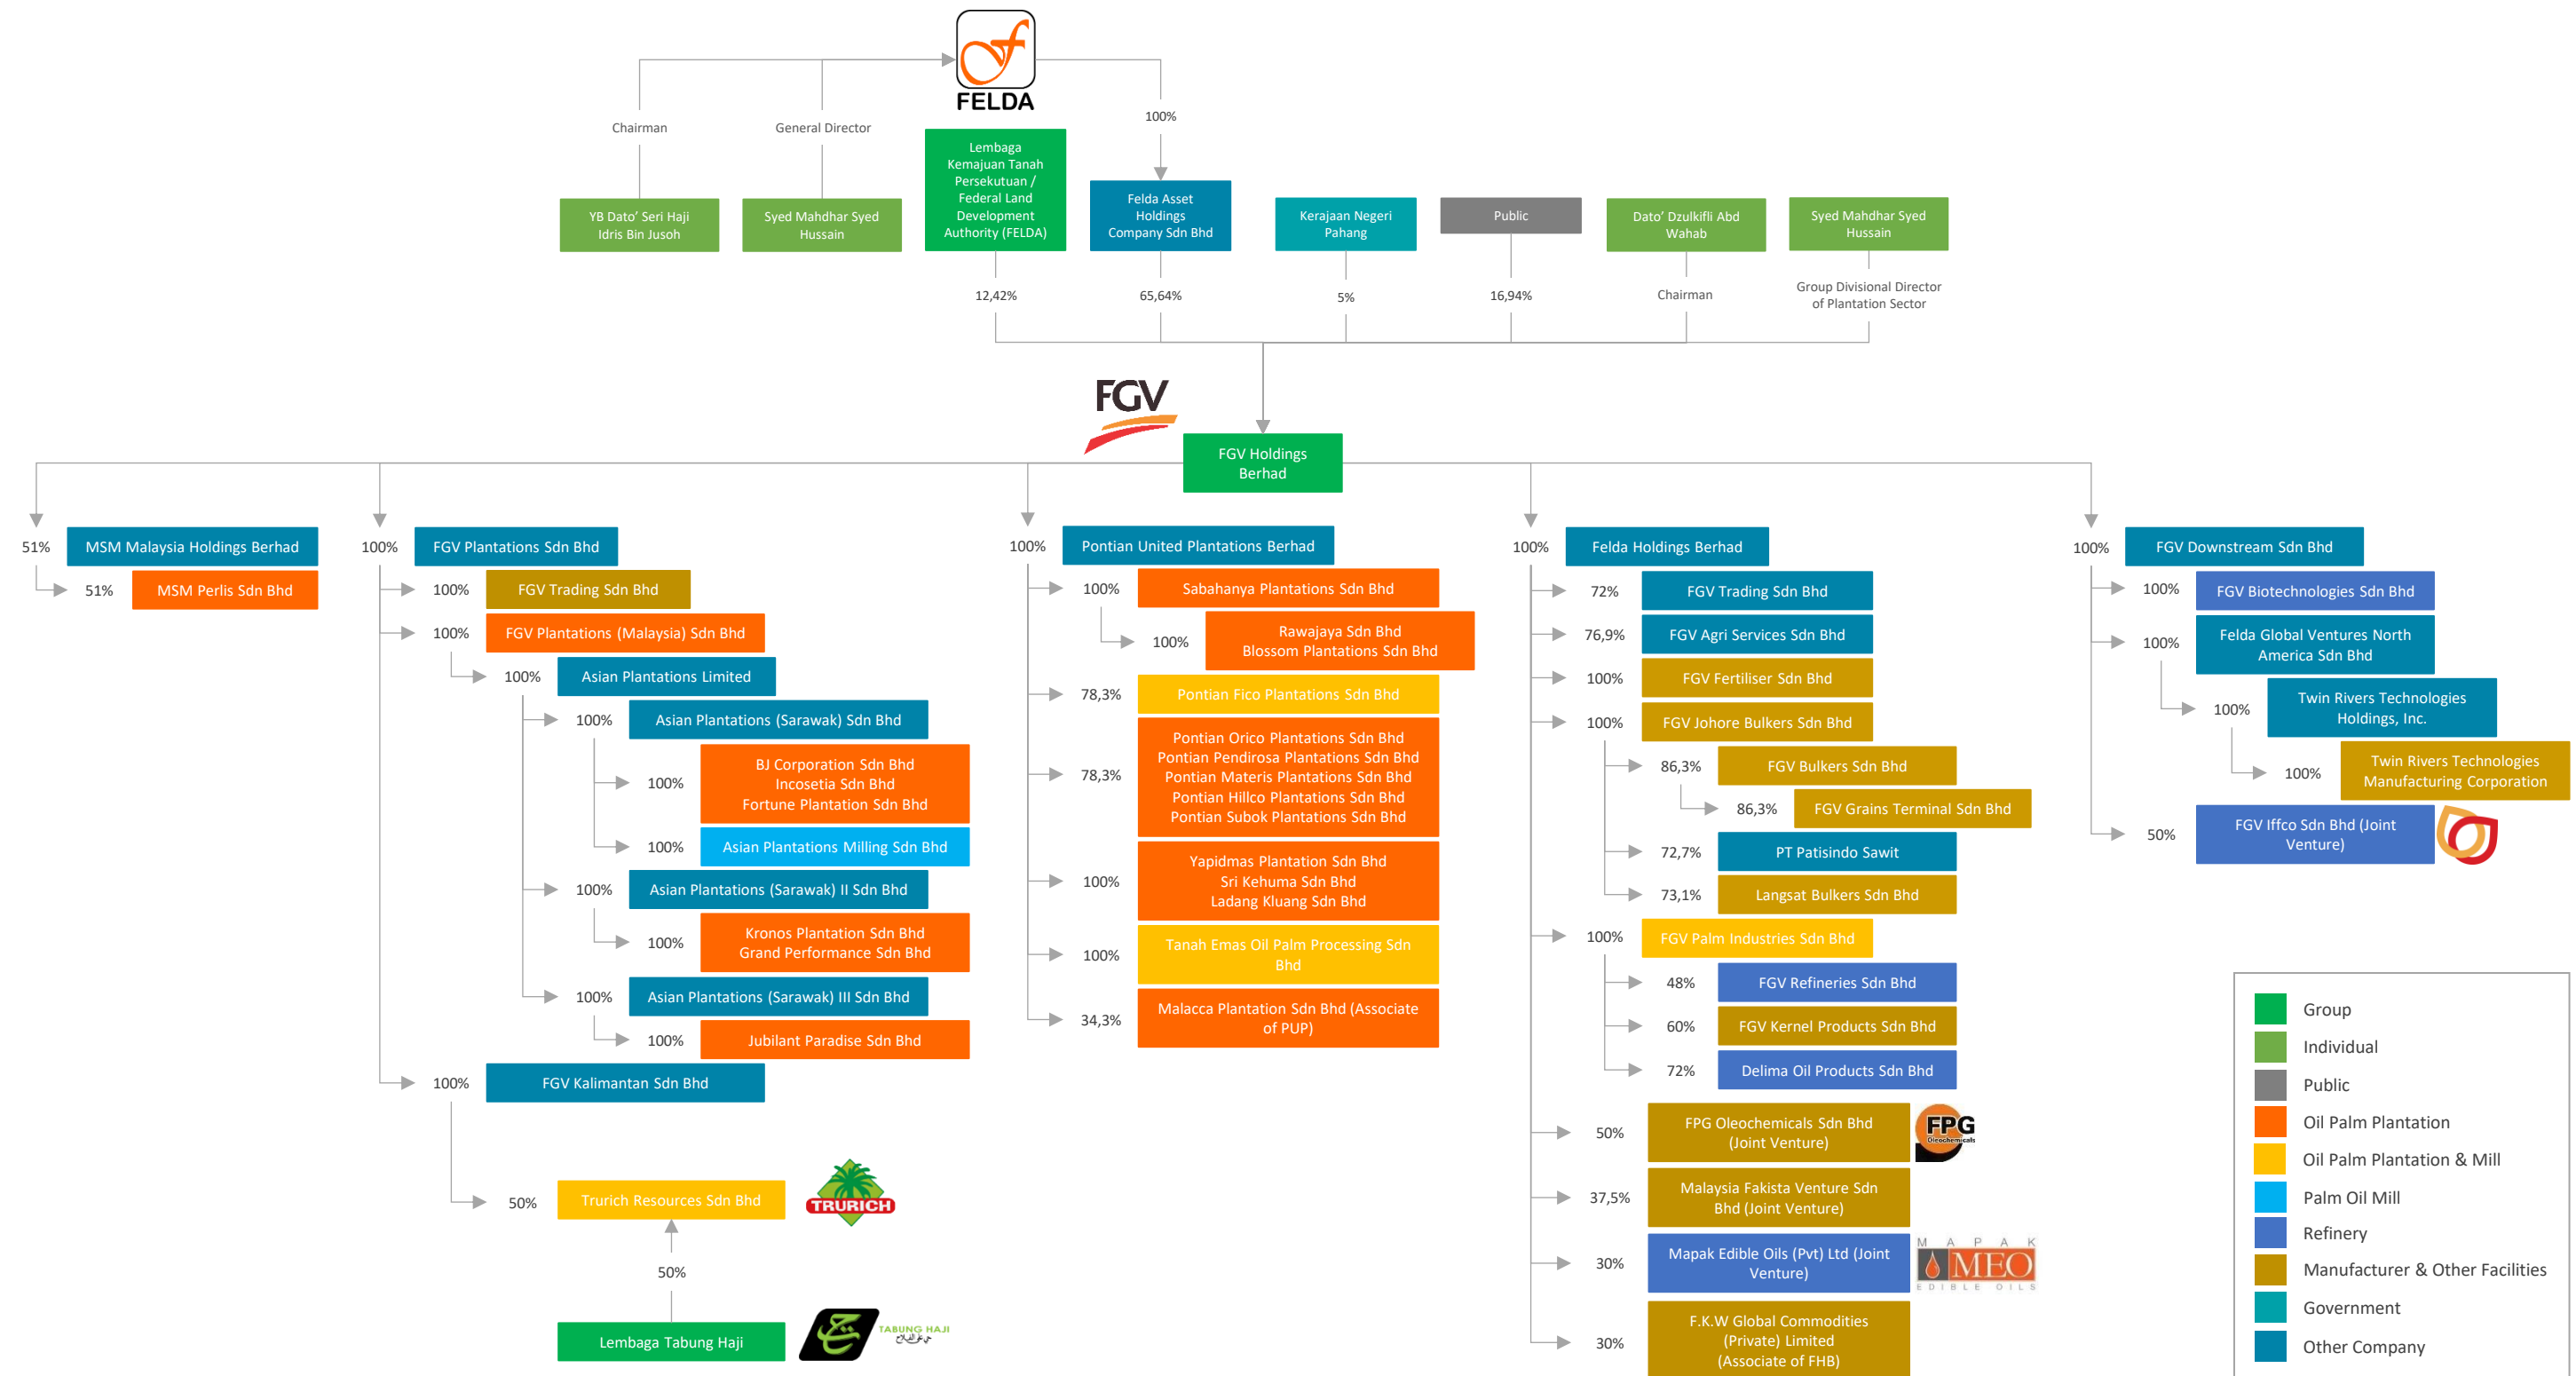 FELDA
Chairman
General Director
100%
YB Dato' Seri Haji
Idris Bin Jusoh
Syed Mahdhar Syed
Hussain
Lembaga
Kemajuan Tanah
Persekutuan /
Federal Land
Development
Authority (FELDA)
Felda Asset
Holdings
Company Sdn Bhd
Kerajaan Negeri
Pahang
Public
Dato' Dzulkifli Abd
Wahab
Syed Mahdhar Syed
Hussain
12,42%
65,64%
5%
16,94%
Chairman
Group Divisional Director
of Plantation Sector
FGV
FGV Holdings
Berhad
51%
MSM Malaysia Holdings Berhad
51%
MSM Perlis Sdn Bhd
100%
FGV Plantations Sdn Bhd
100%
FGV Trading Sdn Bhd
100%
FGV Plantations (Malaysia) Sdn Bhd
100%
Asian Plantations Limited
100%
Asian Plantations (Sarawak) Sdn Bhd
100%
BJ Corporation Sdn Bhd
Incosetia Sdn Bhd
Fortune Plantation Sdn Bhd
100%
Asian Plantations Milling Sdn Bhd
100%
Asian Plantations (Sarawak) II Sdn Bhd
100%
Kronos Plantation Sdn Bhd
Grand Performance Sdn Bhd
100%
Asian Plantations (Sarawak) III Sdn Bhd
100%
Jubilant Paradise Sdn Bhd
100%
FGV Kalimantan Sdn Bhd
50%
Trurich Resources Sdn Bhd
TRURICH
50%
Lembaga Tabung Haji
TABUNG HAJI
100%
Pontian United Plantations Berhad
100%
Sabahanya Plantations Sdn Bhd
100%
Rawajaya Sdn Bhd
Blossom Plantations Sdn Bhd
78,3%
Pontian Fico Plantations Sdn Bhd
78,3%
Pontian Orico Plantations Sdn Bhd
Pontian Pendirosa Plantations Sdn Bhd
Pontian Materis Plantations Sdn Bhd
Pontian Hillco Plantations Sdn Bhd
Pontian Subok Plantations Sdn Bhd
100%
Yapidmas Plantation Sdn Bhd
Sri Kehuma Sdn Bhd
Ladang Kluang Sdn Bhd
100%
Tanah Emas Oil Palm Processing Sdn
Bhd
34,3%
Malacca Plantation Sdn Bhd (Associate
of PUP)
100%
Felda Holdings Berhad
72%
FGV Trading Sdn Bhd
76,9%
FGV Agri Services Sdn Bhd
100%
FGV Fertiliser Sdn Bhd
100%
FGV Johore Bulkers Sdn Bhd
86,3%
FGV Bulkers Sdn Bhd
86,3%
FGV Grains Terminal Sdn Bhd
72,7%
PT Patisindo Sawit
73,1%
Langsat Bulkers Sdn Bhd
100%
FGV Palm Industries Sdn Bhd
48%
FGV Refineries Sdn Bhd
60%
FGV Kernel Products Sdn Bhd
72%
Delima Oil Products Sdn Bhd
50%
FPG Oleochemicals Sdn Bhd
(Joint Venture)
FPG
Oleochemicals
37,5%
Malaysia Fakista Venture Sdn
Bhd (Joint Venture)
30%
Mapak Edible Oils (Pvt) Ltd (Joint
Venture)
MAPAK
MEO
EDIBLE OILS
30%
F.K.W Global Commodities
(Private) Limited
(Associate of FHB)
100%
FGV Downstream Sdn Bhd
100%
FGV Biotechnologies Sdn Bhd
100%
Felda Global Ventures North
America Sdn Bhd
100%
Twin Rivers Technologies
Holdings, Inc.
100%
Twin Rivers Technologies
Manufacturing Corporation
50%
FGV Iffco Sdn Bhd (Joint
Venture)
Group
Individual
Public
Oil Palm Plantation
Oil Palm Plantation & Mill
Palm Oil Mill
Refinery
Manufacturer & Other Facilities
Government
Other Company